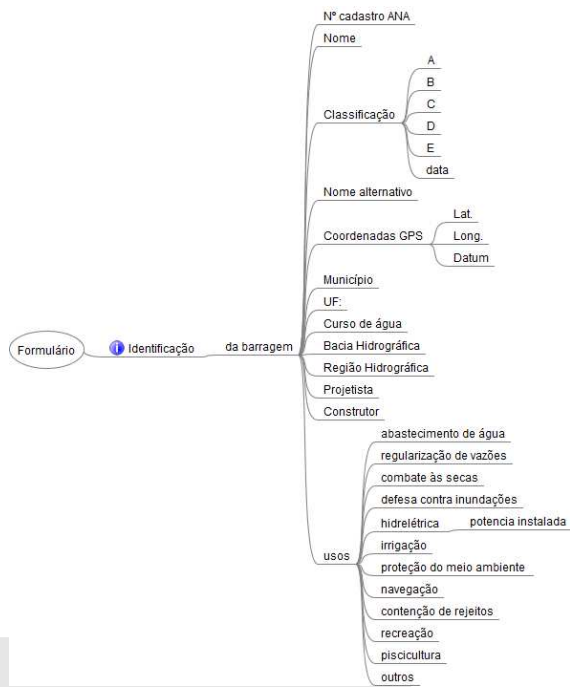 Formulário
Identificação
da barragem
Nº cadastro ANA
Nome
Classificação
A
B
C
D
E
data
Nome alternativo
Coordenadas GPS
Lat.
Long.
Datum
Município
UF:
Curso de água
Bacia Hidrográfica
Região Hidrográfica
Projetista
Construtor
usos
abastecimento de água
regularização de vazões
combate às secas
defesa contra inundações
hidrelétrica
potencia instalada
irrigação
proteção do meio ambiente
navegação
contenção de rejeitos
recreação
piscicultura
outros